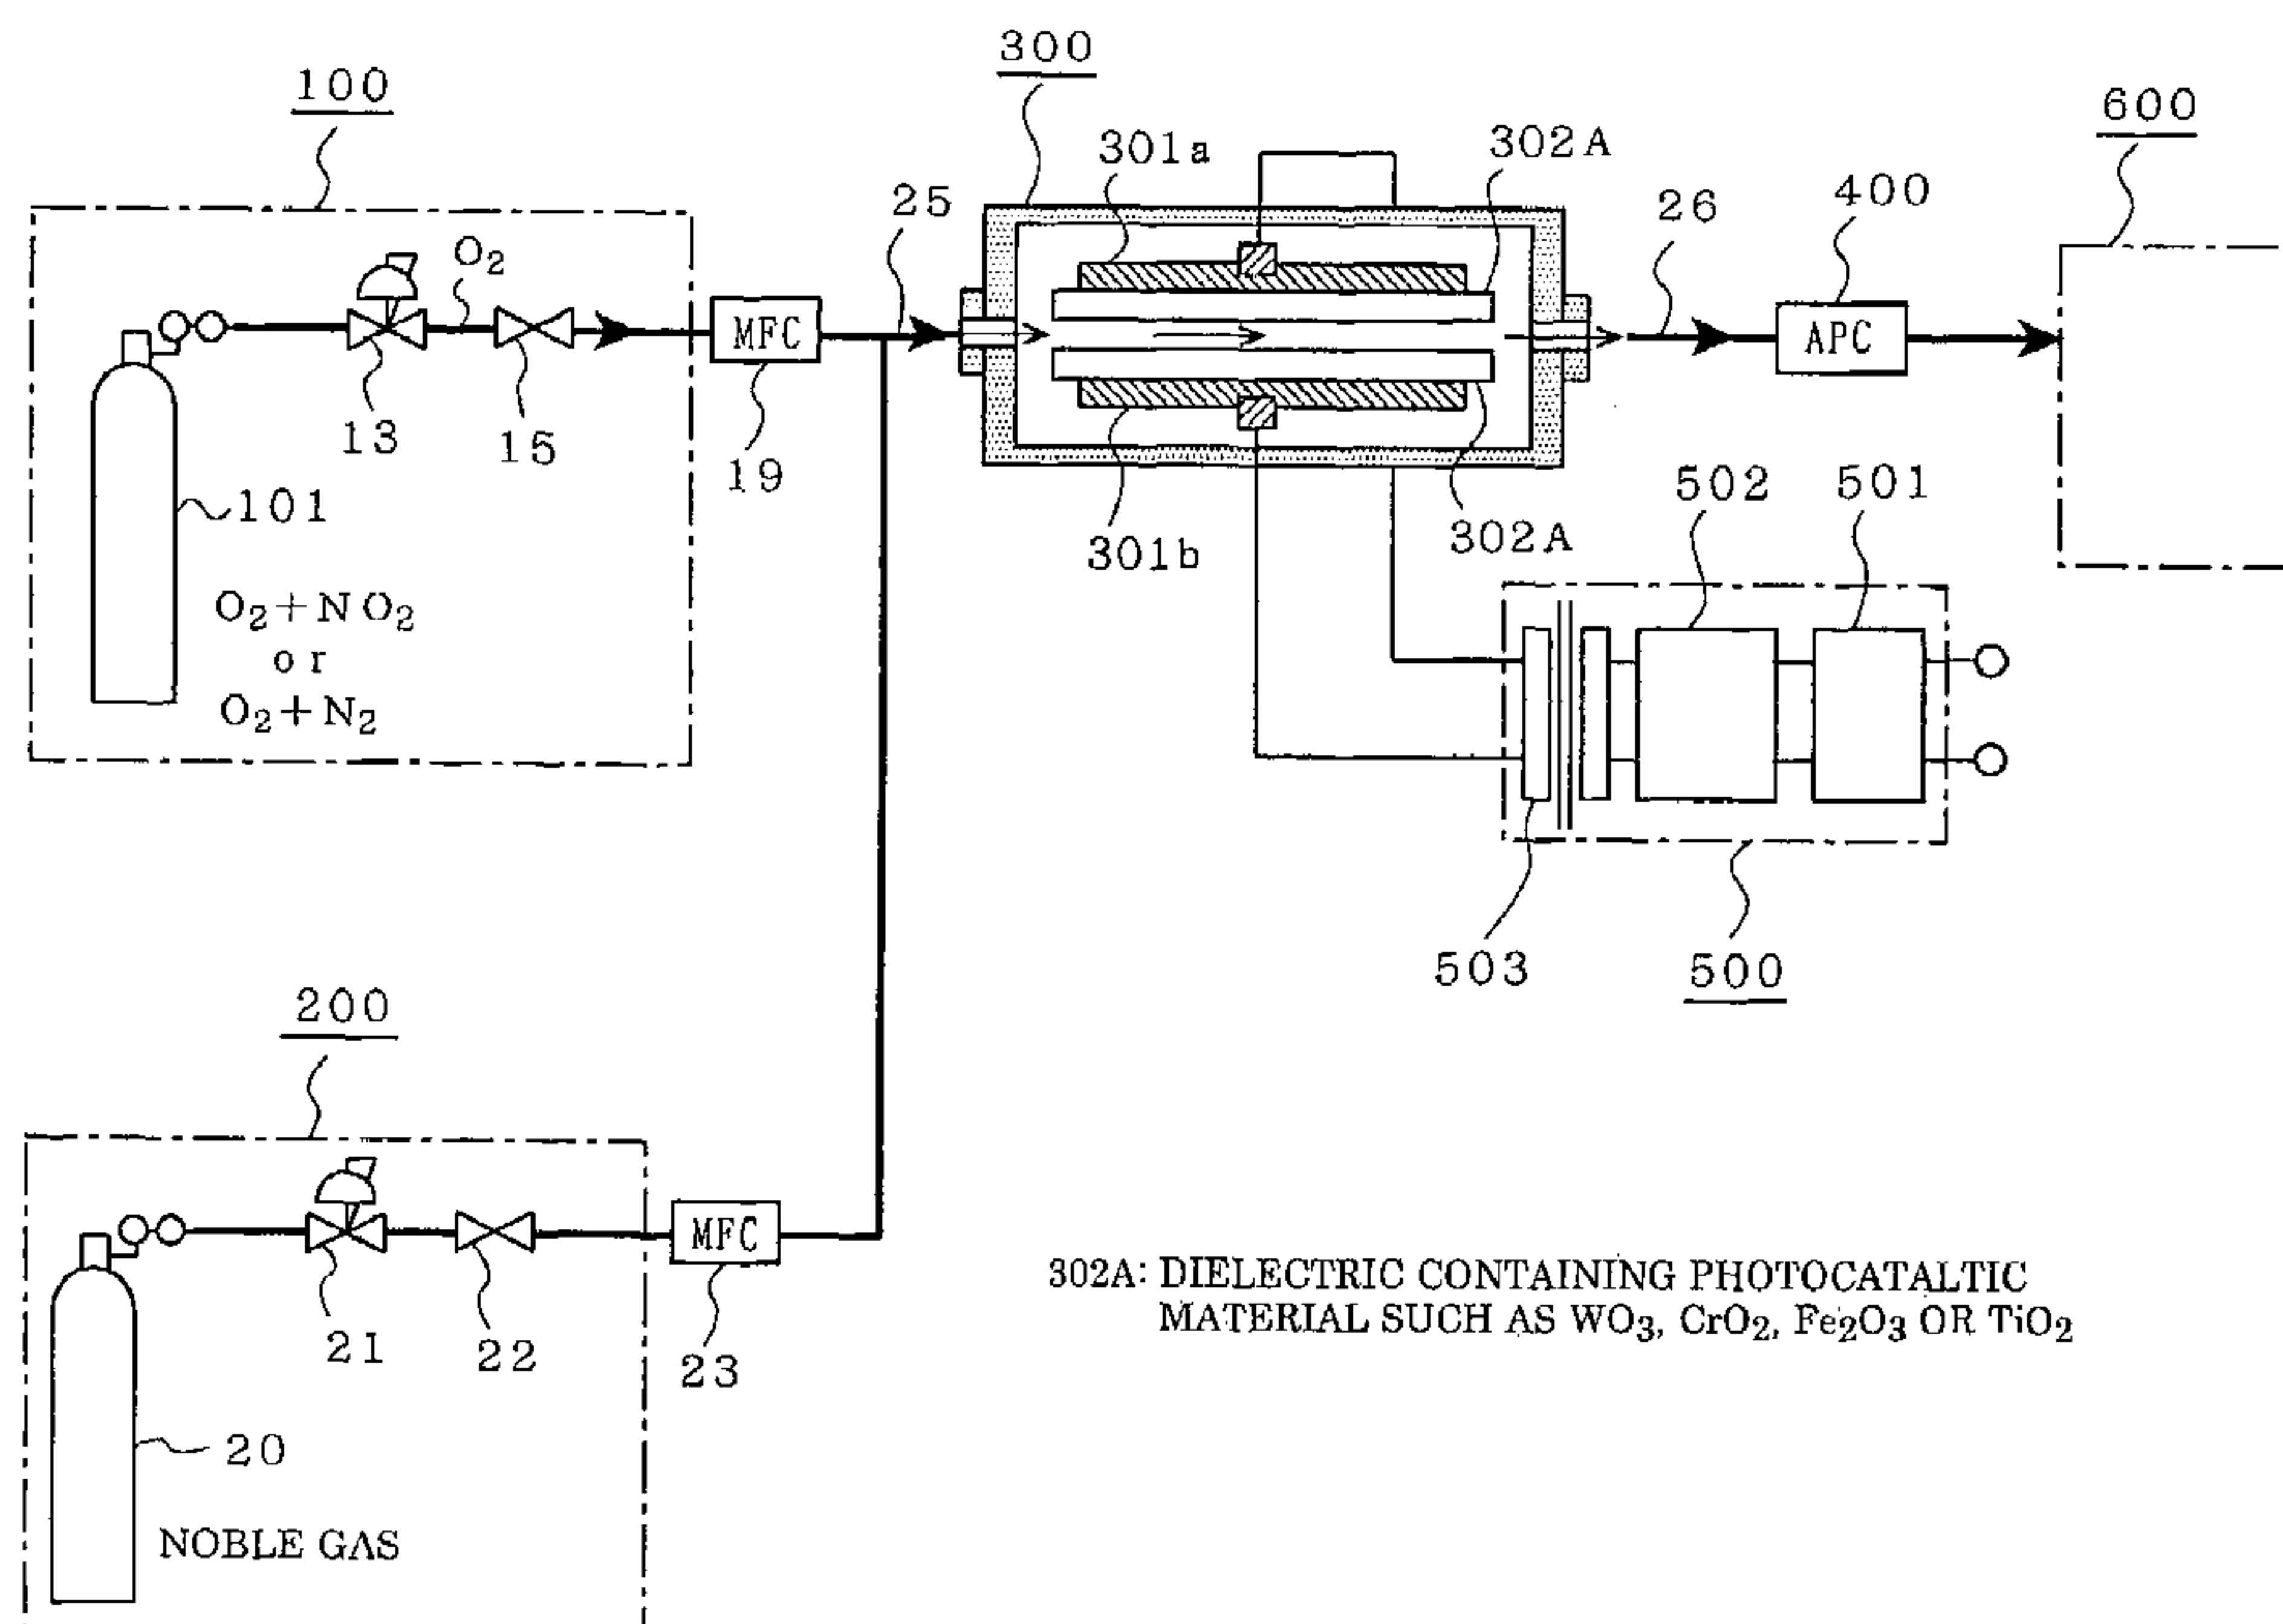 300
100
600
301a
302A
25
26
400
O2
MFC
APC
13
15
19
101
301b
302A
502
501
O2+NO2
or
O2+N2
503
500
200
MFC
21
22
23
20
NOBLE GAS
302A: DIELECTRIC CONTAINING PHOTOCATALTIC
MATERIAL SUCH AS WO3, CrO2, Fe2O3 OR TiO2